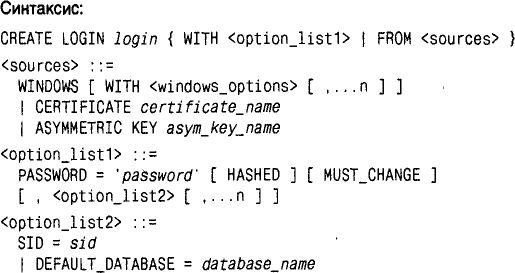 Синтаксис:
CREATE LOGIN login { WITH <option_list1> | FROM <sources> }
<sources> ::=
WINDOWS [ WITH <windows_options> [ ,...n ] ]
| CERTIFICATE certificate_name
| ASYMMETRIC KEY asym_key_name
<option_list1> ::=
PASSWORD = 'password' [ HASHED ] [ MUST_CHANGE ]
[ , <option_list2> [ ,...n ] ]
<option_list2> ::=
SID = sid
| DEFAULT_DATABASE = database_name